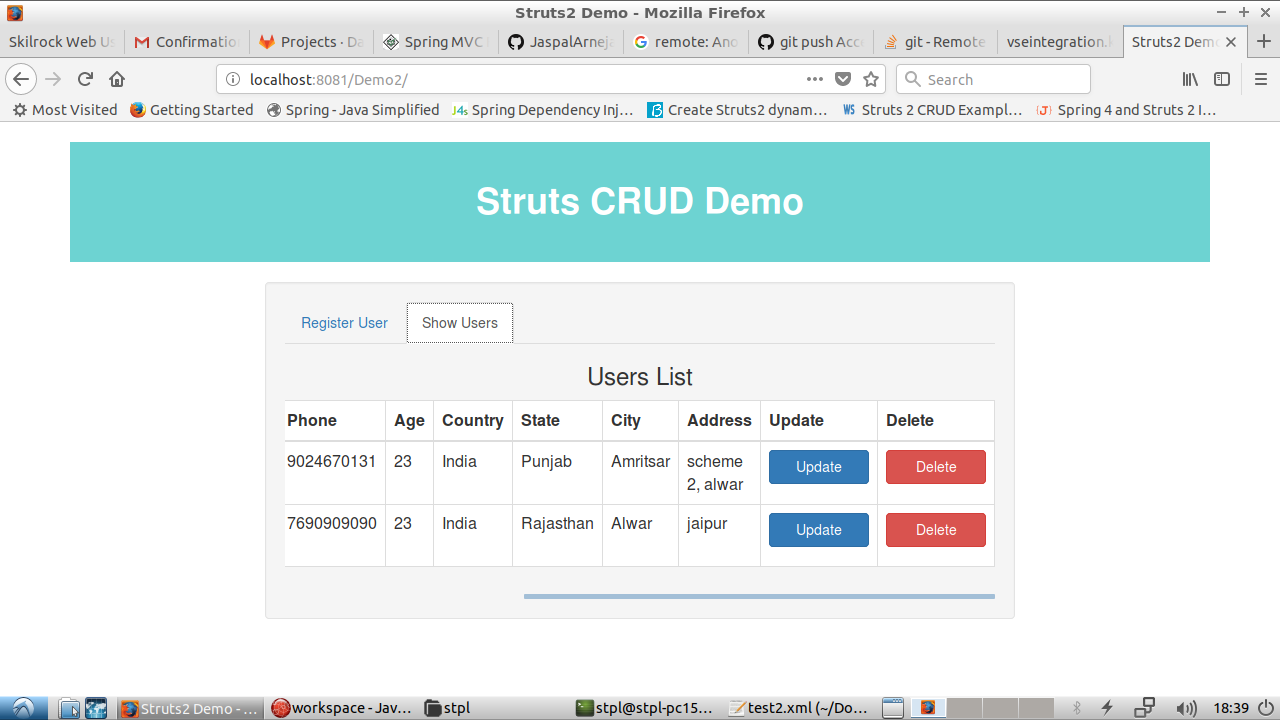 Struts2 Demo - Mozilla Firefox
Skilrock Web Us
Confirmatio
Projects · Da
Spring MVC
JaspalArneja
remote: Ano
git push Acce
git - Remote
vseintegration.k
Struts2 Demo
localhost:8081/Demo2/
Search
Most Visited
Getting Started
Spring - Java Simplified
Spring Dependency Inj...
Create Struts2 dynam...
Struts 2 CRUD Exampl...
Spring 4 and Struts 2 I...
Struts CRUD Demo
Register User
Show Users
Users List
Phone Age Country State City Address Update Delete
9024670131 23 India Punjab Amritsar scheme Update Delete
2, alwar
7690909090 23 India Rajasthan Alwar jaipur Update Delete
Struts2 Demo - ...
workspace - Jav...
stpl
stpl@stpl-pc15...
test2.xml (~/Do...
18:39